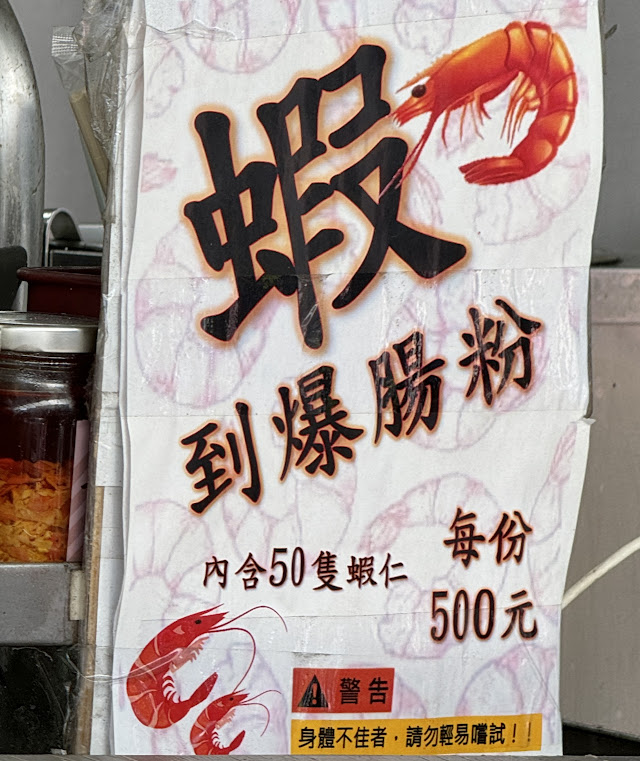 蝦
到爆腸粉
內含50隻蝦仁
每份
500元
警告
身體不佳者，請勿輕易嚐試！！